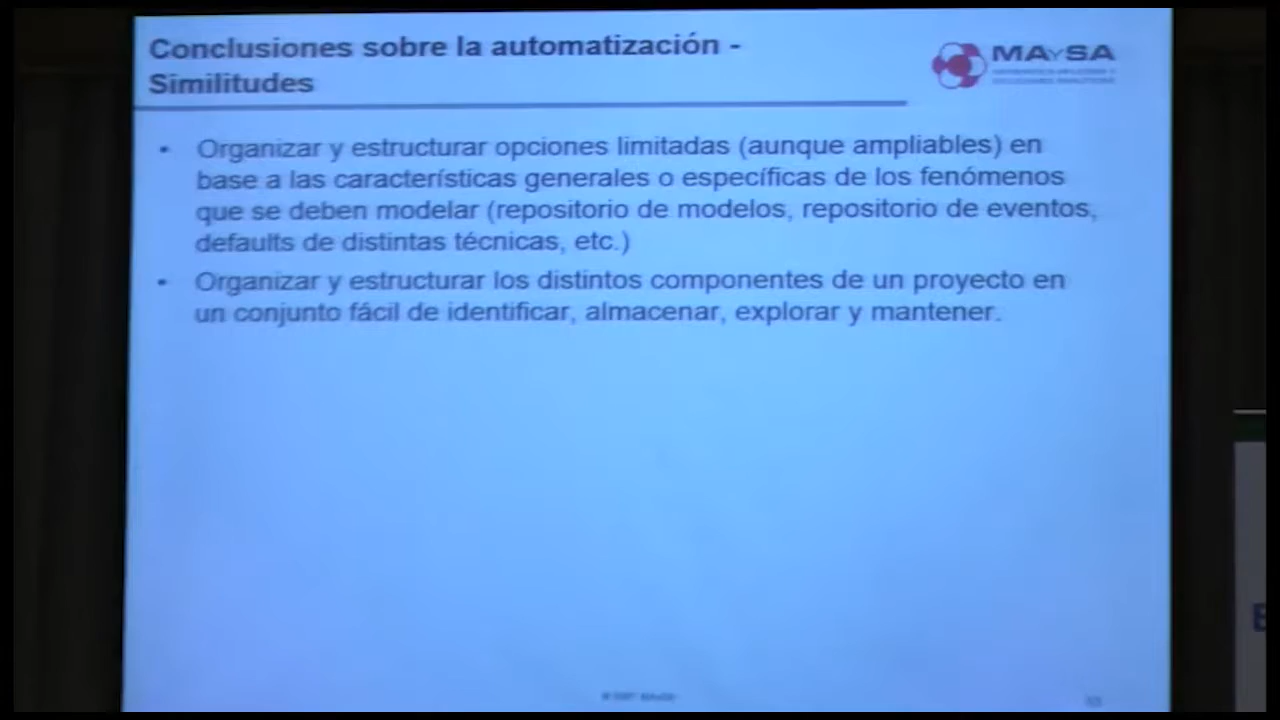 Conclusiones sobre la automatización -
Similitudes
MAYSA
• Organizar y estructurar opciones limitadas (aunque ampliables) en
base a las características generales o específicas de los fenómenos
que se deben modelar (repositorio de modelos, repositorio de eventos,
defaults de distintas técnicas, etc.)
• Organizar y estructurar los distintos componentes de un proyecto en
un conjunto fácil de identificar, almacenar, explorar y mantener.